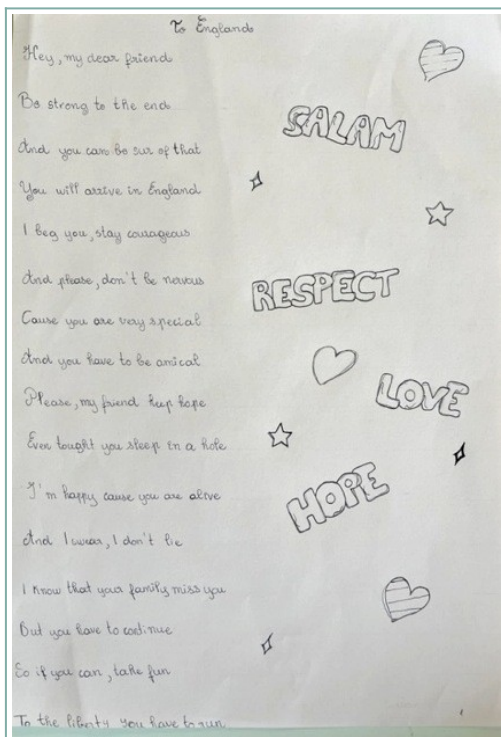 To England
Hey, my dear friend
Be strong to the end
And you can be sur of that
You will arrive in England
I beg you, stay courageous
And please, don't be nervous
Cause you are very special
And you have to be amical
Please, my friend keep hope
Even tought you sleep in a hole
I'm happy cause you are alive
And I swear, I don't lie
I know that your family miss you
But you have to continue
So if you can, take fun
To the liberty you have to run
SALAM
RESPECT
LOVE
HOPE